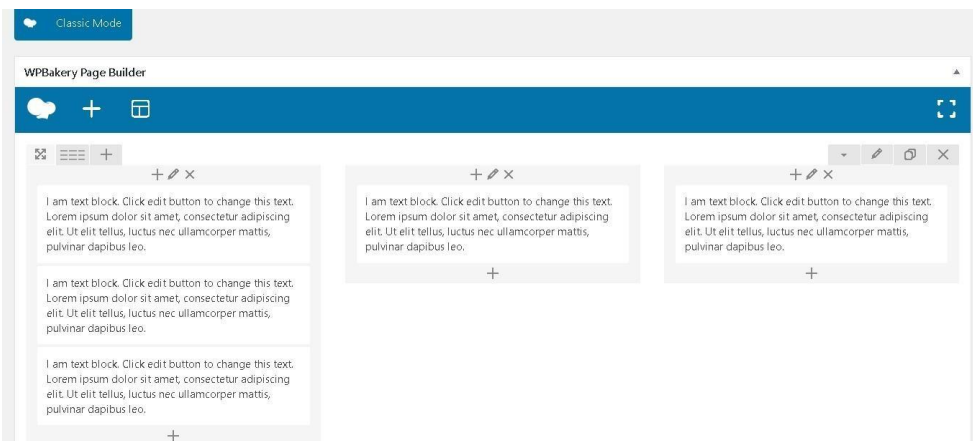 Classic Mode
WPBakery Page Builder
I am text block. Click edit button to change this text.
Lorem ipsum dolor sit amet, consectetur adipiscing
elit. Ut elit tellus, luctus nec ullamcorper mattis,
pulvinar dapibus leo.
I am text block. Click edit button to change this text.
Lorem ipsum dolor sit amet, consectetur adipiscing
elit. Ut elit tellus, luctus nec ullamcorper mattis,
pulvinar dapibus leo.
I am text block. Click edit button to change this text.
Lorem ipsum dolor sit amet, consectetur adipiscing
elit. Ut elit tellus, luctus nec ullamcorper mattis,
pulvinar dapibus leo.
I am text block. Click edit button to change this text.
Lorem ipsum dolor sit amet, consectetur adipiscing
elit. Ut elit tellus, luctus nec ullamcorper mattis,
pulvinar dapibus leo.
I am text block. Click edit button to change this text.
Lorem ipsum dolor sit amet, consectetur adipiscing
elit. Ut elit tellus, luctus nec ullamcorper mattis,
pulvinar dapibus leo.